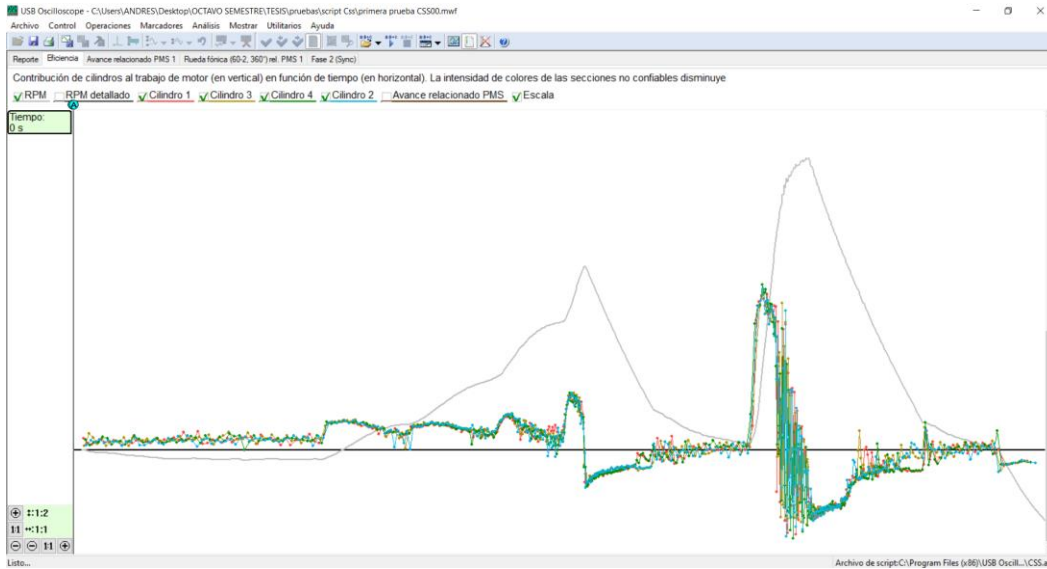 USB Oscilloscope - C:\Users\ANDRES\Desktop\OCTAVO SEMESTRE\TESIS\pruebas\script Css\primera prueba CSS00.mwf
Archivo Control Operaciones Marcadores Análisis Mostrar Utilitarios Ayuda
Reporte Eficiencia Avance relacionado PMS 1 Rueda fónica (60-2, 360°) rel. PMS 1 Fase 2 (Sync)
Contribución de cilindros al trabajo de motor (en vertical) en función de tiempo (en horizontal). La intensidad de colores de las secciones no confiables disminuye
RPM RPM detallado Cilindro 1 Cilindro 3 Cilindro 4 Cilindro 2 Avance relacionado PMS Escala
A
Tiempo:
0 s
:1:2
1:1 :1:1
1:1
Listo... Archivo de script:C:\Program Files (x86)\USB Oscill...\CSS.a